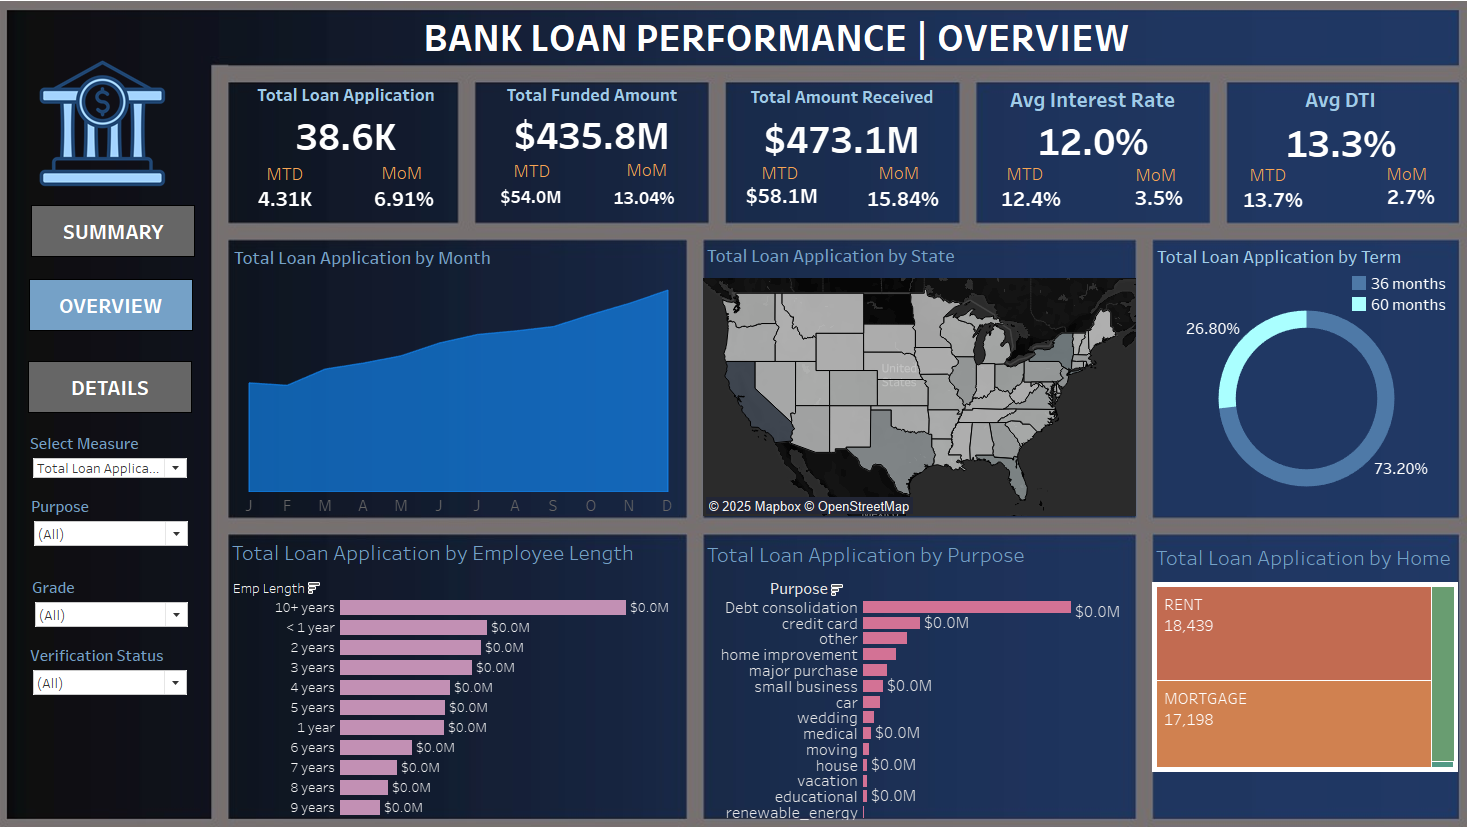 BANK LOAN PERFORMANCE | OVERVIEW
Total Loan Application
38.6K
MTD MoM
4.31K 6.91%
Total Funded Amount
$435.8M
MTD MoM
$54.0M 13.04%
Total Amount Received
$473.1M
MTD MoM
$58.1M 15.84%
Avg Interest Rate
12.0%
MTD MoM
12.4% 3.5%
Avg DTI
13.3%
MTD MoM
13.7% 2.7%
SUMMARY
OVERVIEW
DETAILS
Select Measure
Total Loan Applica...
Purpose
(All)
Grade
(All)
Verification Status
(All)
Total Loan Application by Month
J F M A M J J A S O N D
Total Loan Application by State
United
States
© 2025 Mapbox © OpenStreetMap
Total Loan Application by Term
36 months
60 months
26.80%
73.20%
Total Loan Application by Employee Length
Emp Length
10+ years $0.0M
< 1 year $0.0M
2 years $0.0M
3 years $0.0M
4 years $0.0M
5 years $0.0M
1 year $0.0M
6 years $0.0M
7 years $0.0M
8 years $0.0M
9 years $0.0M
Total Loan Application by Purpose
Purpose
Debt consolidation $0.0M
credit card $0.0M
other
home improvement
major purchase
small business $0.0M
car
wedding
medical $0.0M
moving
house $0.0M
vacation
educational $0.0M
renewable_energy
Total Loan Application by Home
RENT
18,439
MORTGAGE
17,198